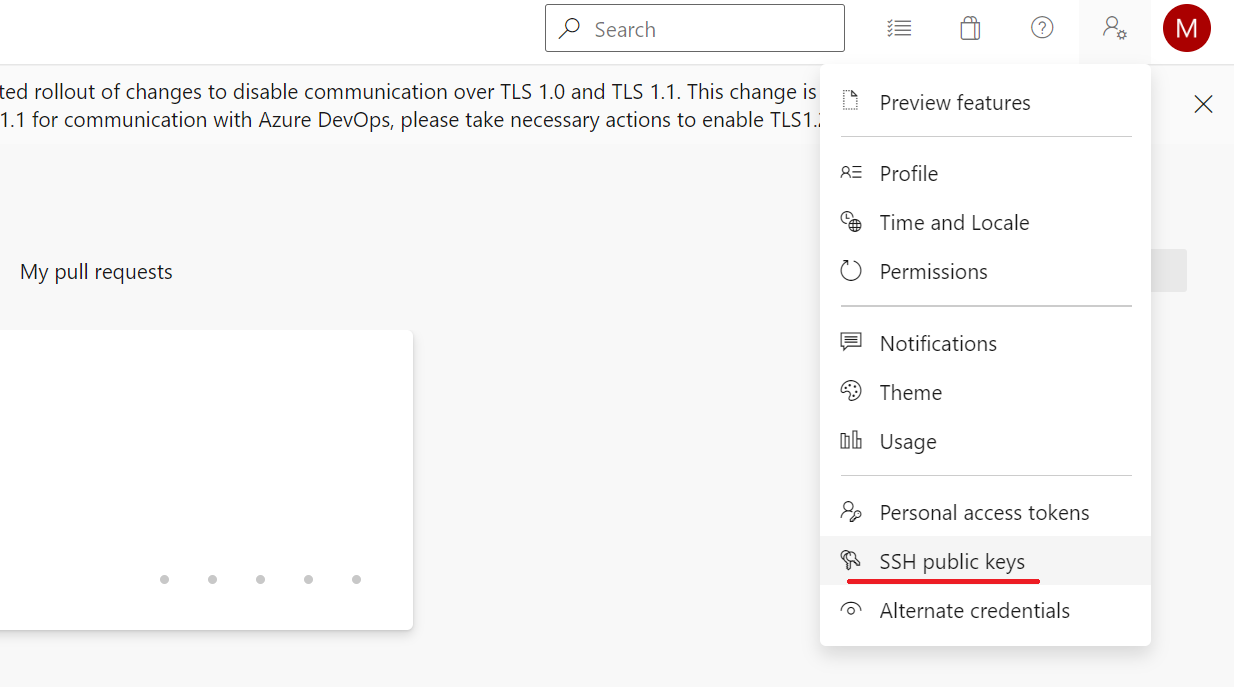 Search
M
ted rollout of changes to disable communication over TLS 1.0 and TLS 1.1. This change is
1.1 for communication with Azure DevOps, please take necessary actions to enable TLS1.2
My pull requests
Preview features
Profile
Time and Locale
Permissions
Notifications
Theme
Usage
Personal access tokens
SSH public keys
Alternate credentials